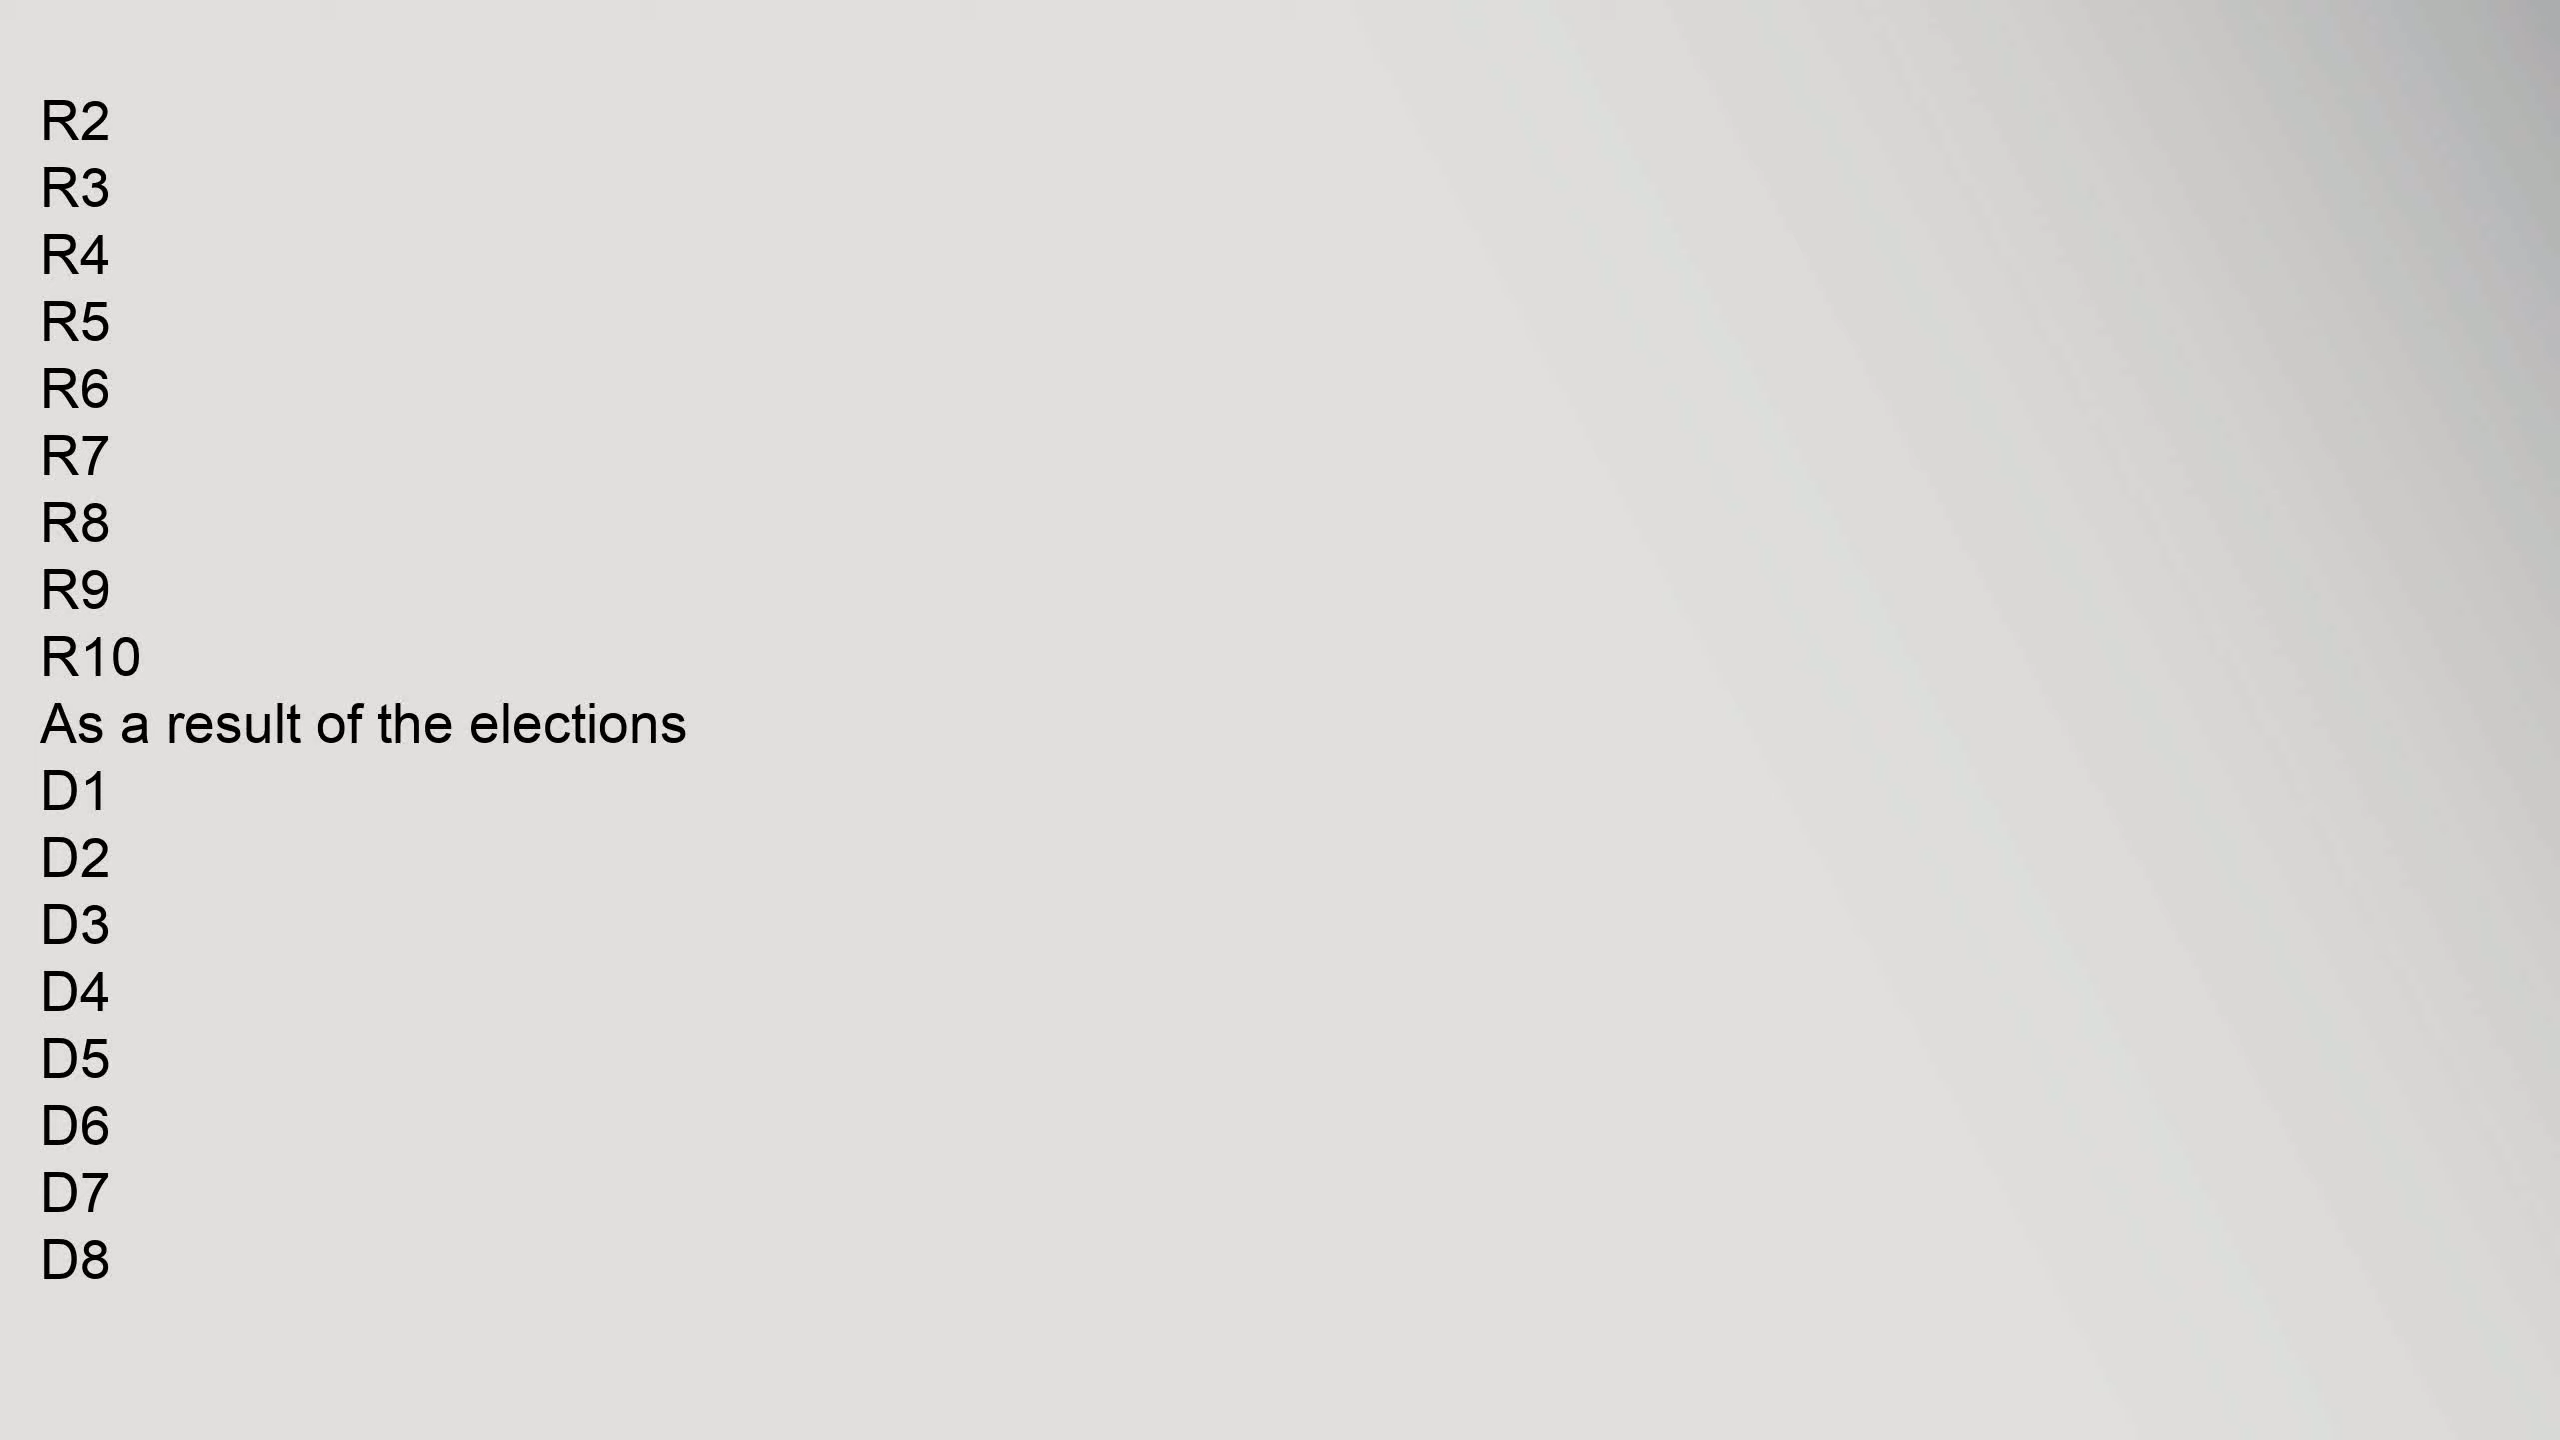 R2
R3
R4
R5
R6
R7
R8
R9
R10
As a result of the elections
D1
D2
D3
D4
D5
D6
D7
D8